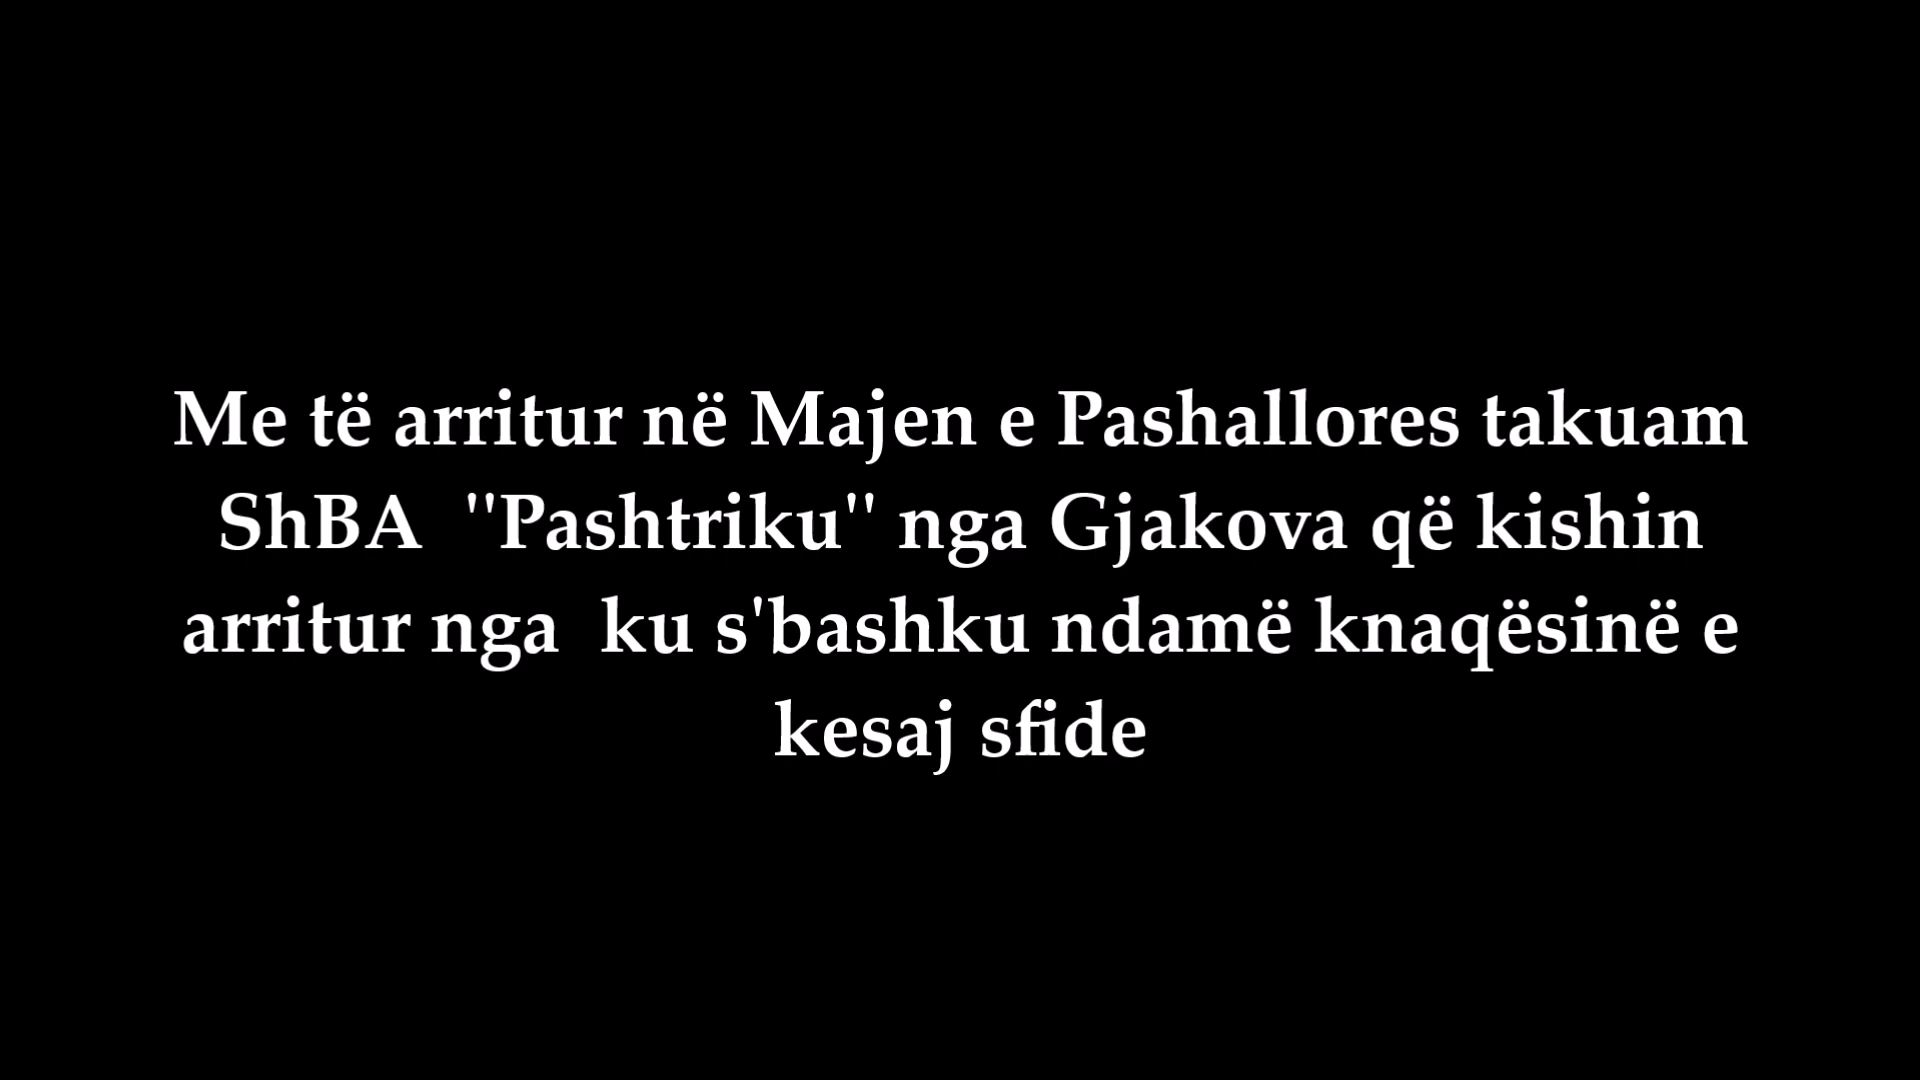 Me të arritur në Majen e Pashallores takuam
ShBA  ''Pashtriku'' nga Gjakova që kishin
arritur nga  ku s'bashku ndamë knaqësinë e
kesaj sfide